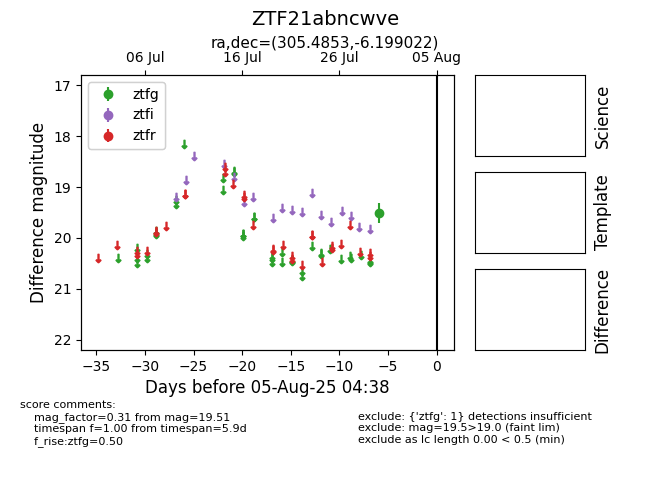 ZTF21abncwve
ra,dec=(305.4853,-6.199022)
06 Jul 16 Jul 26 Jul 05 Aug
17
18
19
20
21
22
Difference magnitude
ztfg
ztfi
ztfr
−35 −30 −25 −20 −15 −10 −5 0
Days before 05-Aug-25 04:38
Science
Template
Difference
score comments:
mag_factor=0.31 from mag=19.51
timespan f=1.00 from timespan=5.9d
f_rise:ztfg=0.50
exclude: {'ztfg': 1} detections insufficient
exclude: mag=19.5>19.0 (faint lim)
exclude as lc length 0.00 < 0.5 (min)